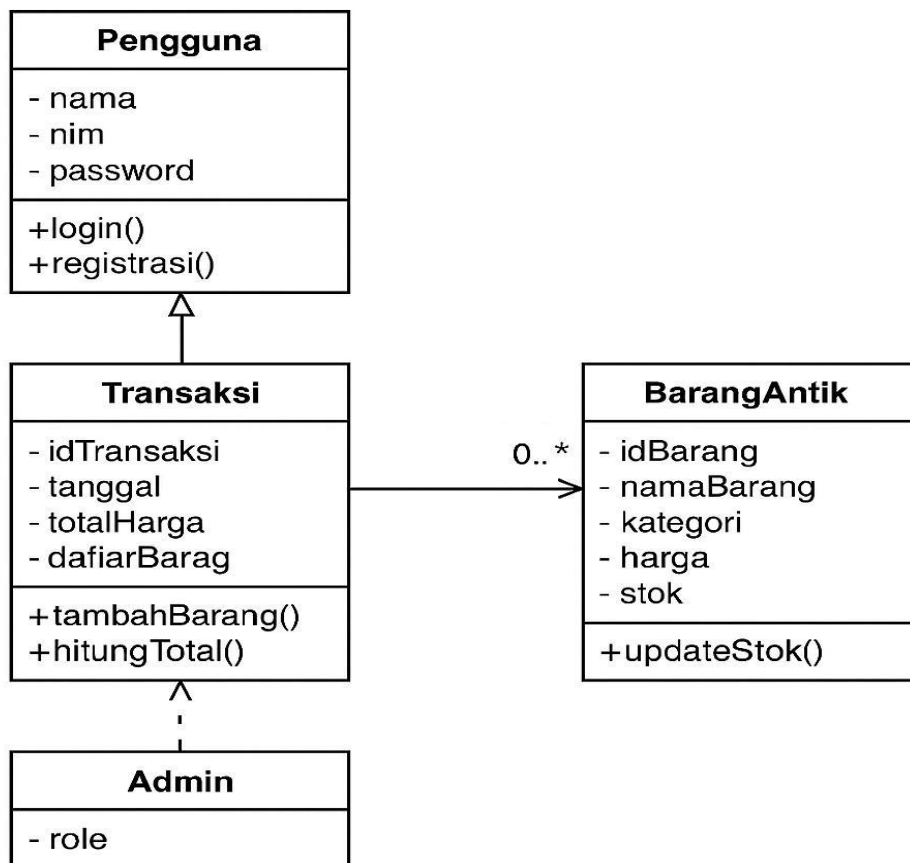 Pengguna
- nama
- nim
- password
+login()
+registrasi()
Transaksi
- idTransaksi
- tanggal
- totalHarga
- dafiarBarag
+tambahBarang()
+hitungTotal()
0..*
BarangAntik
- idBarang
- namaBarang
- kategori
- harga
- stok
+updateStok()
Admin
- role